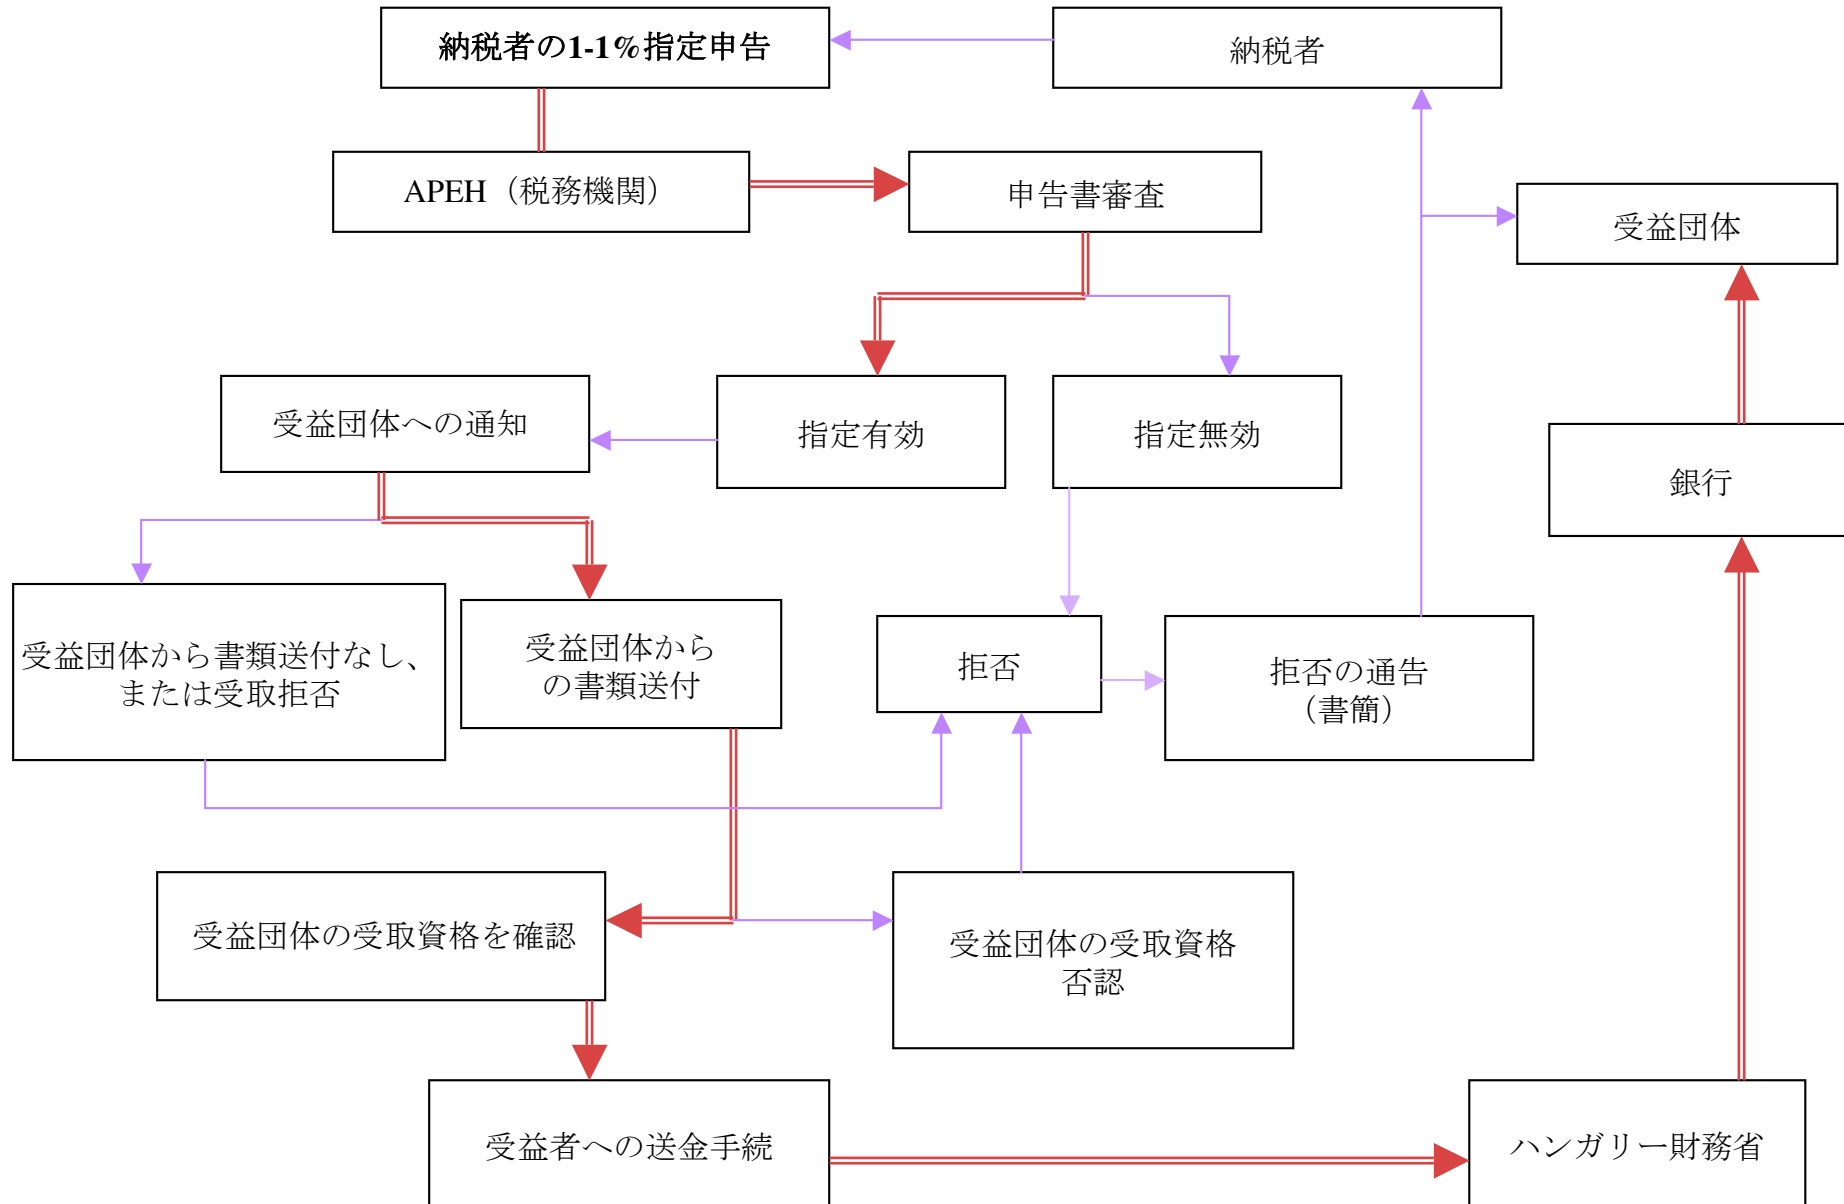 納税者の1-1%指定申告
納税者
APEH（税務機関）
申告書審査
受益団体
受益団体への通知
指定有効
指定無効
銀行
受益団体から書類送付なし、
または受取拒否
受益団体から
の書類送付
拒否
拒否の通告
（書簡）
受益団体の受取資格を確認
受益団体の受取資格
否認
受益者への送金手続
ハンガリー財務省